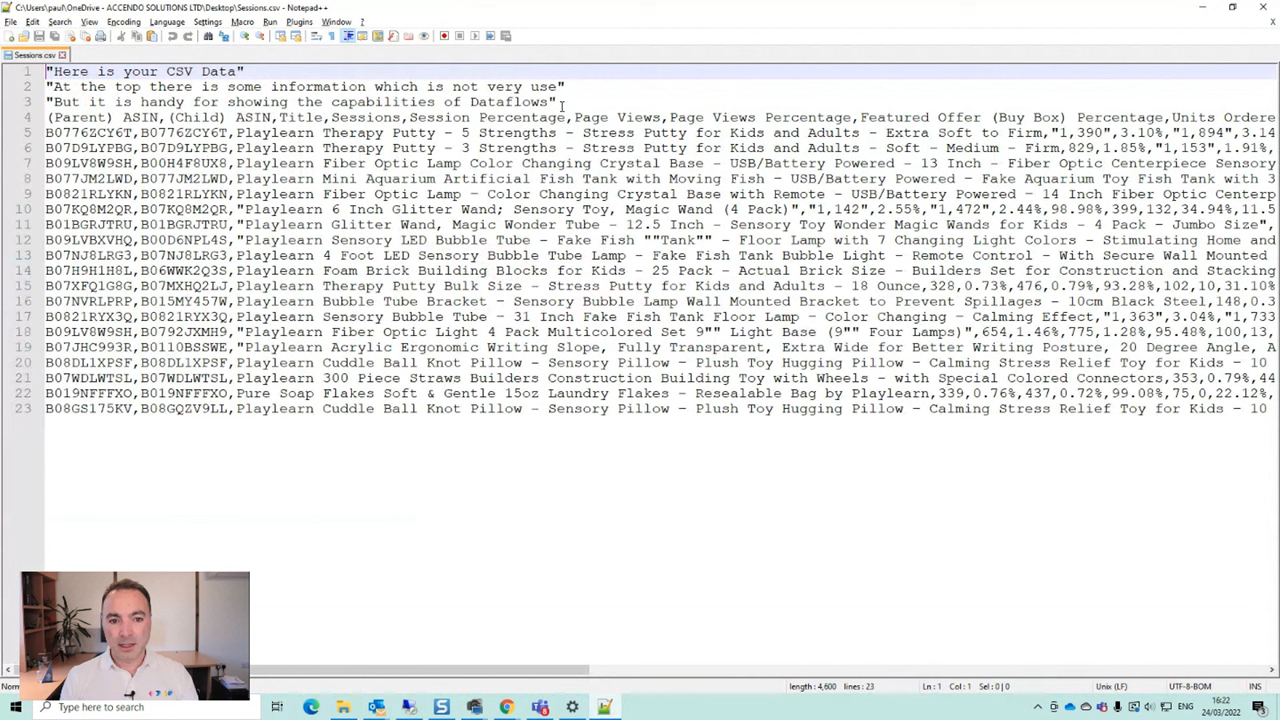 C:\Users\paul\OneDrive - ACCENDO SOLUTIONS LTD\Desktop\Sessions.csv - Notepad++
File Edit Search View Encoding Language Settings Macro Run Plugins Window ?
Sessions.csv
1 "Here is your CSV Data"
2 "At the top there is some information which is not very use"
3 "But it is handy for showing the capabilities of Dataflows"
4 (Parent) ASIN,(Child) ASIN,Title,Sessions,Session Percentage,Page Views,Page Views Percentage,Featured Offer (Buy Box) Percentage,Units Ordere
5 B0776ZCY6T,B0776ZCY6T,Playlearn Therapy Putty - 5 Strengths - Stress Putty for Kids and Adults - Extra Soft to Firm,"1,390",3.10%,"1,894",3.14
6 B07D9LYPBG,B07D9LYPBG,Playlearn Therapy Putty - 3 Strengths - Stress Putty for Kids and Adults - Soft - Medium - Firm,829,1.85%,"1,153",1.91%,
7 B09LV8W9SH,B00H4F8UX8,Playlearn Fiber Optic Lamp Color Changing Crystal Base - USB/Battery Powered - 13 Inch - Fiber Optic Centerpiece Sensory
8 B077JM2LWD,B077JM2LWD,Playlearn Mini Aquarium Artificial Fish Tank with Moving Fish - USB/Battery Powered - Fake Aquarium Toy Fish Tank with 3
9 B0821RLYKN,B0821RLYKN,Playlearn Fiber Optic Lamp - Color Changing Crystal Base with Remote - USB/Battery Powered - 14 Inch Fiber Optic Centerp
10 B07KQ8M2QR,B07KQ8M2QR,"Playlearn 6 Inch Glitter Wand; Sensory Toy, Magic Wand (4 Pack)","1,142",2.55%,"1,472",2.44%,98.98%,399,132,34.94%,"11.5
11 B01BGRJTRU,B01BGRJTRU,"Playlearn Glitter Wand, Magic Wonder Tube - 12.5 Inch - Sensory Toy Wonder Magic Wands for Kids - 4 Pack - Jumbo Size",
12 B09LVBXVHQ,B00D6NPL4S,"Playlearn Sensory LED Bubble Tube - Fake Fish ""Tank"" - Floor Lamp with 7 Changing Light Colors - Stimulating Home and
13 B07NJ8LRG3,B07NJ8LRG3,Playlearn 4 Foot LED Sensory Bubble Tube Lamp - Fake Fish Tank Bubble Light - Remote Control - With Secure Wall Mounted
14 B07H9H1H8L,B06WWK2Q3S,Playlearn Foam Brick Building Blocks for Kids - 25 Pack - Actual Brick Size - Builders Set for Construction and Stacking
15 B07XFQ1G8G,B07MXHQ2LJ,Playlearn Therapy Putty Bulk Size - Stress Putty for Kids and Adults - 18 Ounce,328,0.73%,476,0.79%,93.28%,102,10,31.10%
16 B07NVRLPRP,B015MY457W,Playlearn Bubble Tube Bracket - Sensory Bubble Lamp Wall Mounted Bracket to Prevent Spillages - 10cm Black Steel,148,0.3
17 B0821RYX3Q,B0821RYX3Q,Playlearn Sensory Bubble Tube - 31 Inch Fake Fish Tank Floor Lamp - Color Changing - Calming Effect,"1,363",3.04%,"1,733
18 B09LV8W9SH,B0792JXMH9,"Playlearn Fiber Optic Light 4 Pack Multicolored Set 9"" Light Base (9"" Four Lamps)",654,1.46%,775,1.28%,95.48%,100,13,
19 B07JHC993R,B0110BSSWE,"Playlearn Acrylic Ergonomic Writing Slope, Fully Transparent, Extra Wide for Better Writing Posture, 20 Degree Angle, A
20 B08DL1XPSF,B08DL1XPSF,Playlearn Cuddle Ball Knot Pillow - Sensory Pillow - Plush Toy Hugging Pillow - Calming Stress Relief Toy for Kids - 10
21 B07WDLWTSL,B07WDLWTSL,Playlearn 300 Piece Straws Builders Construction Building Toy with Wheels - with Special Colored Connectors,353,0.79%,44
22 B019NFFFXO,B019NFFFXO,Pure Soap Flakes Soft & Gentle 15oz Laundry Flakes - Resealable Bag by Playlearn,339,0.76%,437,0.72%,99.08%,75,0,22.12%,
23 B08GS175KV,B08GQZV9LL,Playlearn Cuddle Ball Knot Pillow - Sensory Pillow - Plush Toy Hugging Pillow - Calming Stress Relief Toy for Kids - 10
length : 4,600 lines : 23 Ln : 1 Col : 1 Sel : 0 | 0 Unix (LF) UTF-8-BOM INS
Type here to search
ENG
16:22
24/03/2022